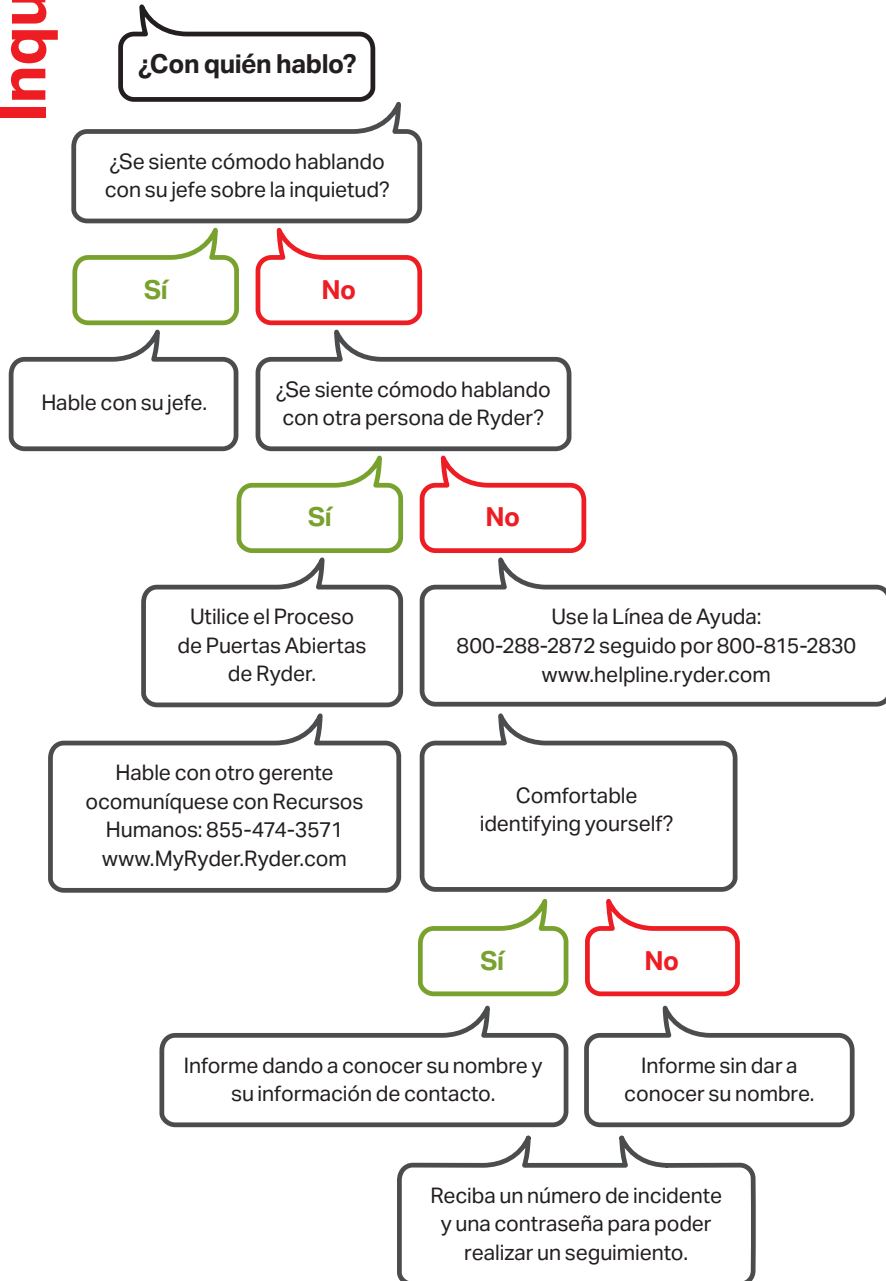 Inqu
¿Con quién hablo?
¿Se siente cómodo hablando
con su jefe sobre la inquietud?
Sí
No
Hable con su jefe.
¿Se siente cómodo hablando
con otra persona de Ryder?
Sí
No
Utilice el Proceso
de Puertas Abiertas
de Ryder.
Use la Línea de Ayuda:
800-288-2872 seguido por 800-815-2830
www.helpline.ryder.com
Hable con otro gerente
ocomuníquese con Recursos
Humanos: 855-474-3571
www.MyRyder.Ryder.com
Comfortable
identifying yourself?
Sí
No
Informe dando a conocer su nombre y
su información de contacto.
Informe sin dar a
conocer su nombre.
Reciba un número de incidente
y una contraseña para poder
realizar un seguimiento.